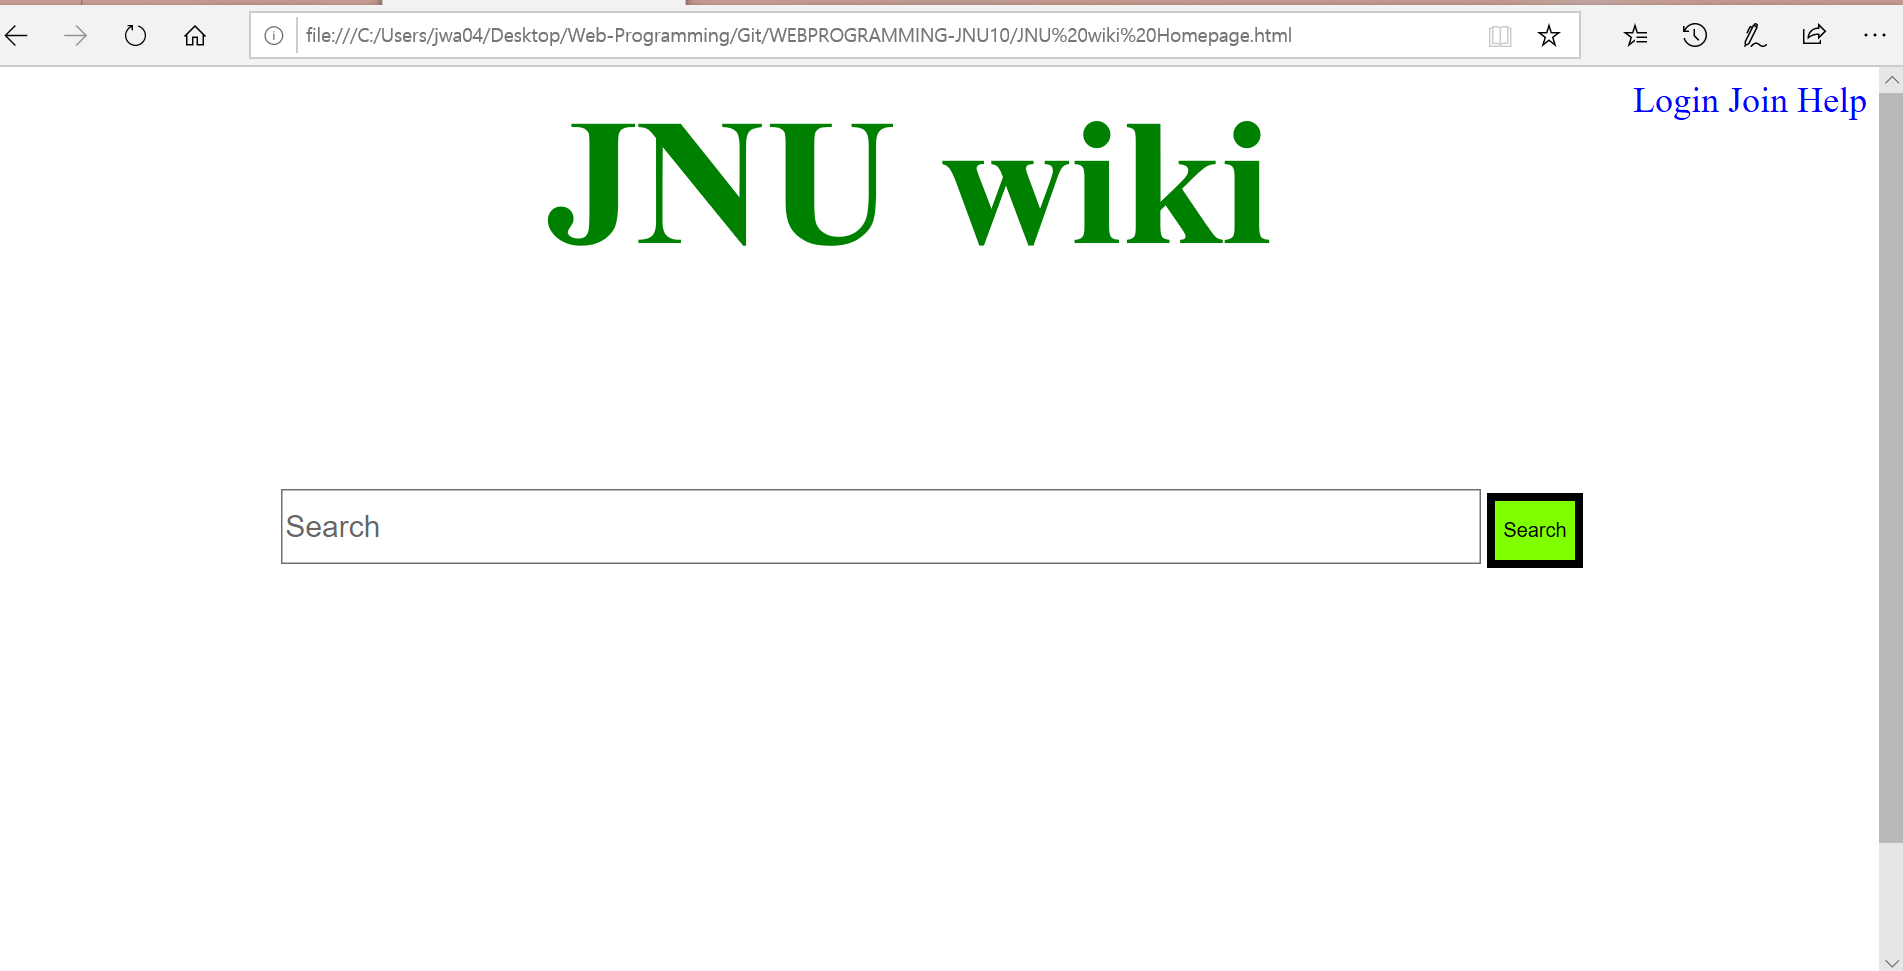 file:///C:/Users/jwa04/Desktop/Web-Programming/Git/WEBPROGRAMMING-JNU10/JNU%20wiki%20Homepage.html
Login Join Help
JNU wiki
Search Search